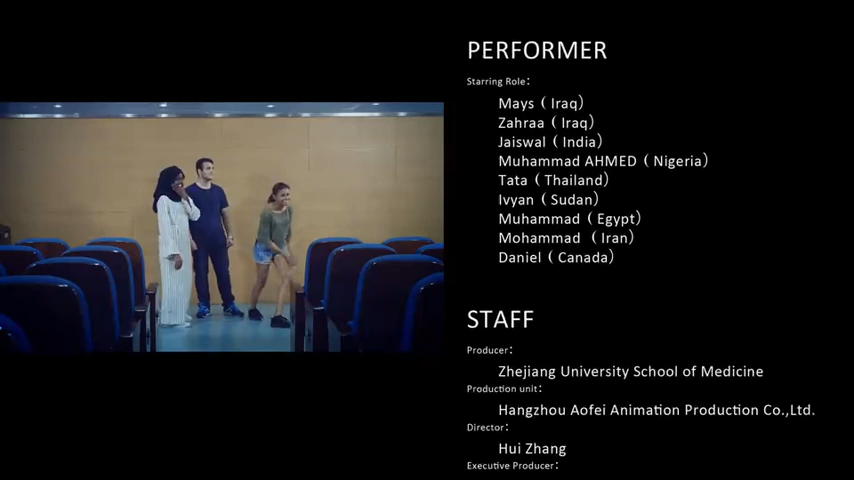 PERFORMER
Starring Role：
Mays（ Iraq）
Zahraa（ Iraq）
Jaiswal（ India）
Muhammad AHMED（ Nigeria）
Tata（ Thailand）
Ivyan（ Sudan）
Muhammad（ Egypt）
Mohammad （ Iran）
Daniel（ Canada）
STAFF
Producer：
Zhejiang University School of Medicine
Production unit：
Hangzhou Aofei Animation Production Co.,Ltd.
Director：
Hui Zhang
Executive Producer：